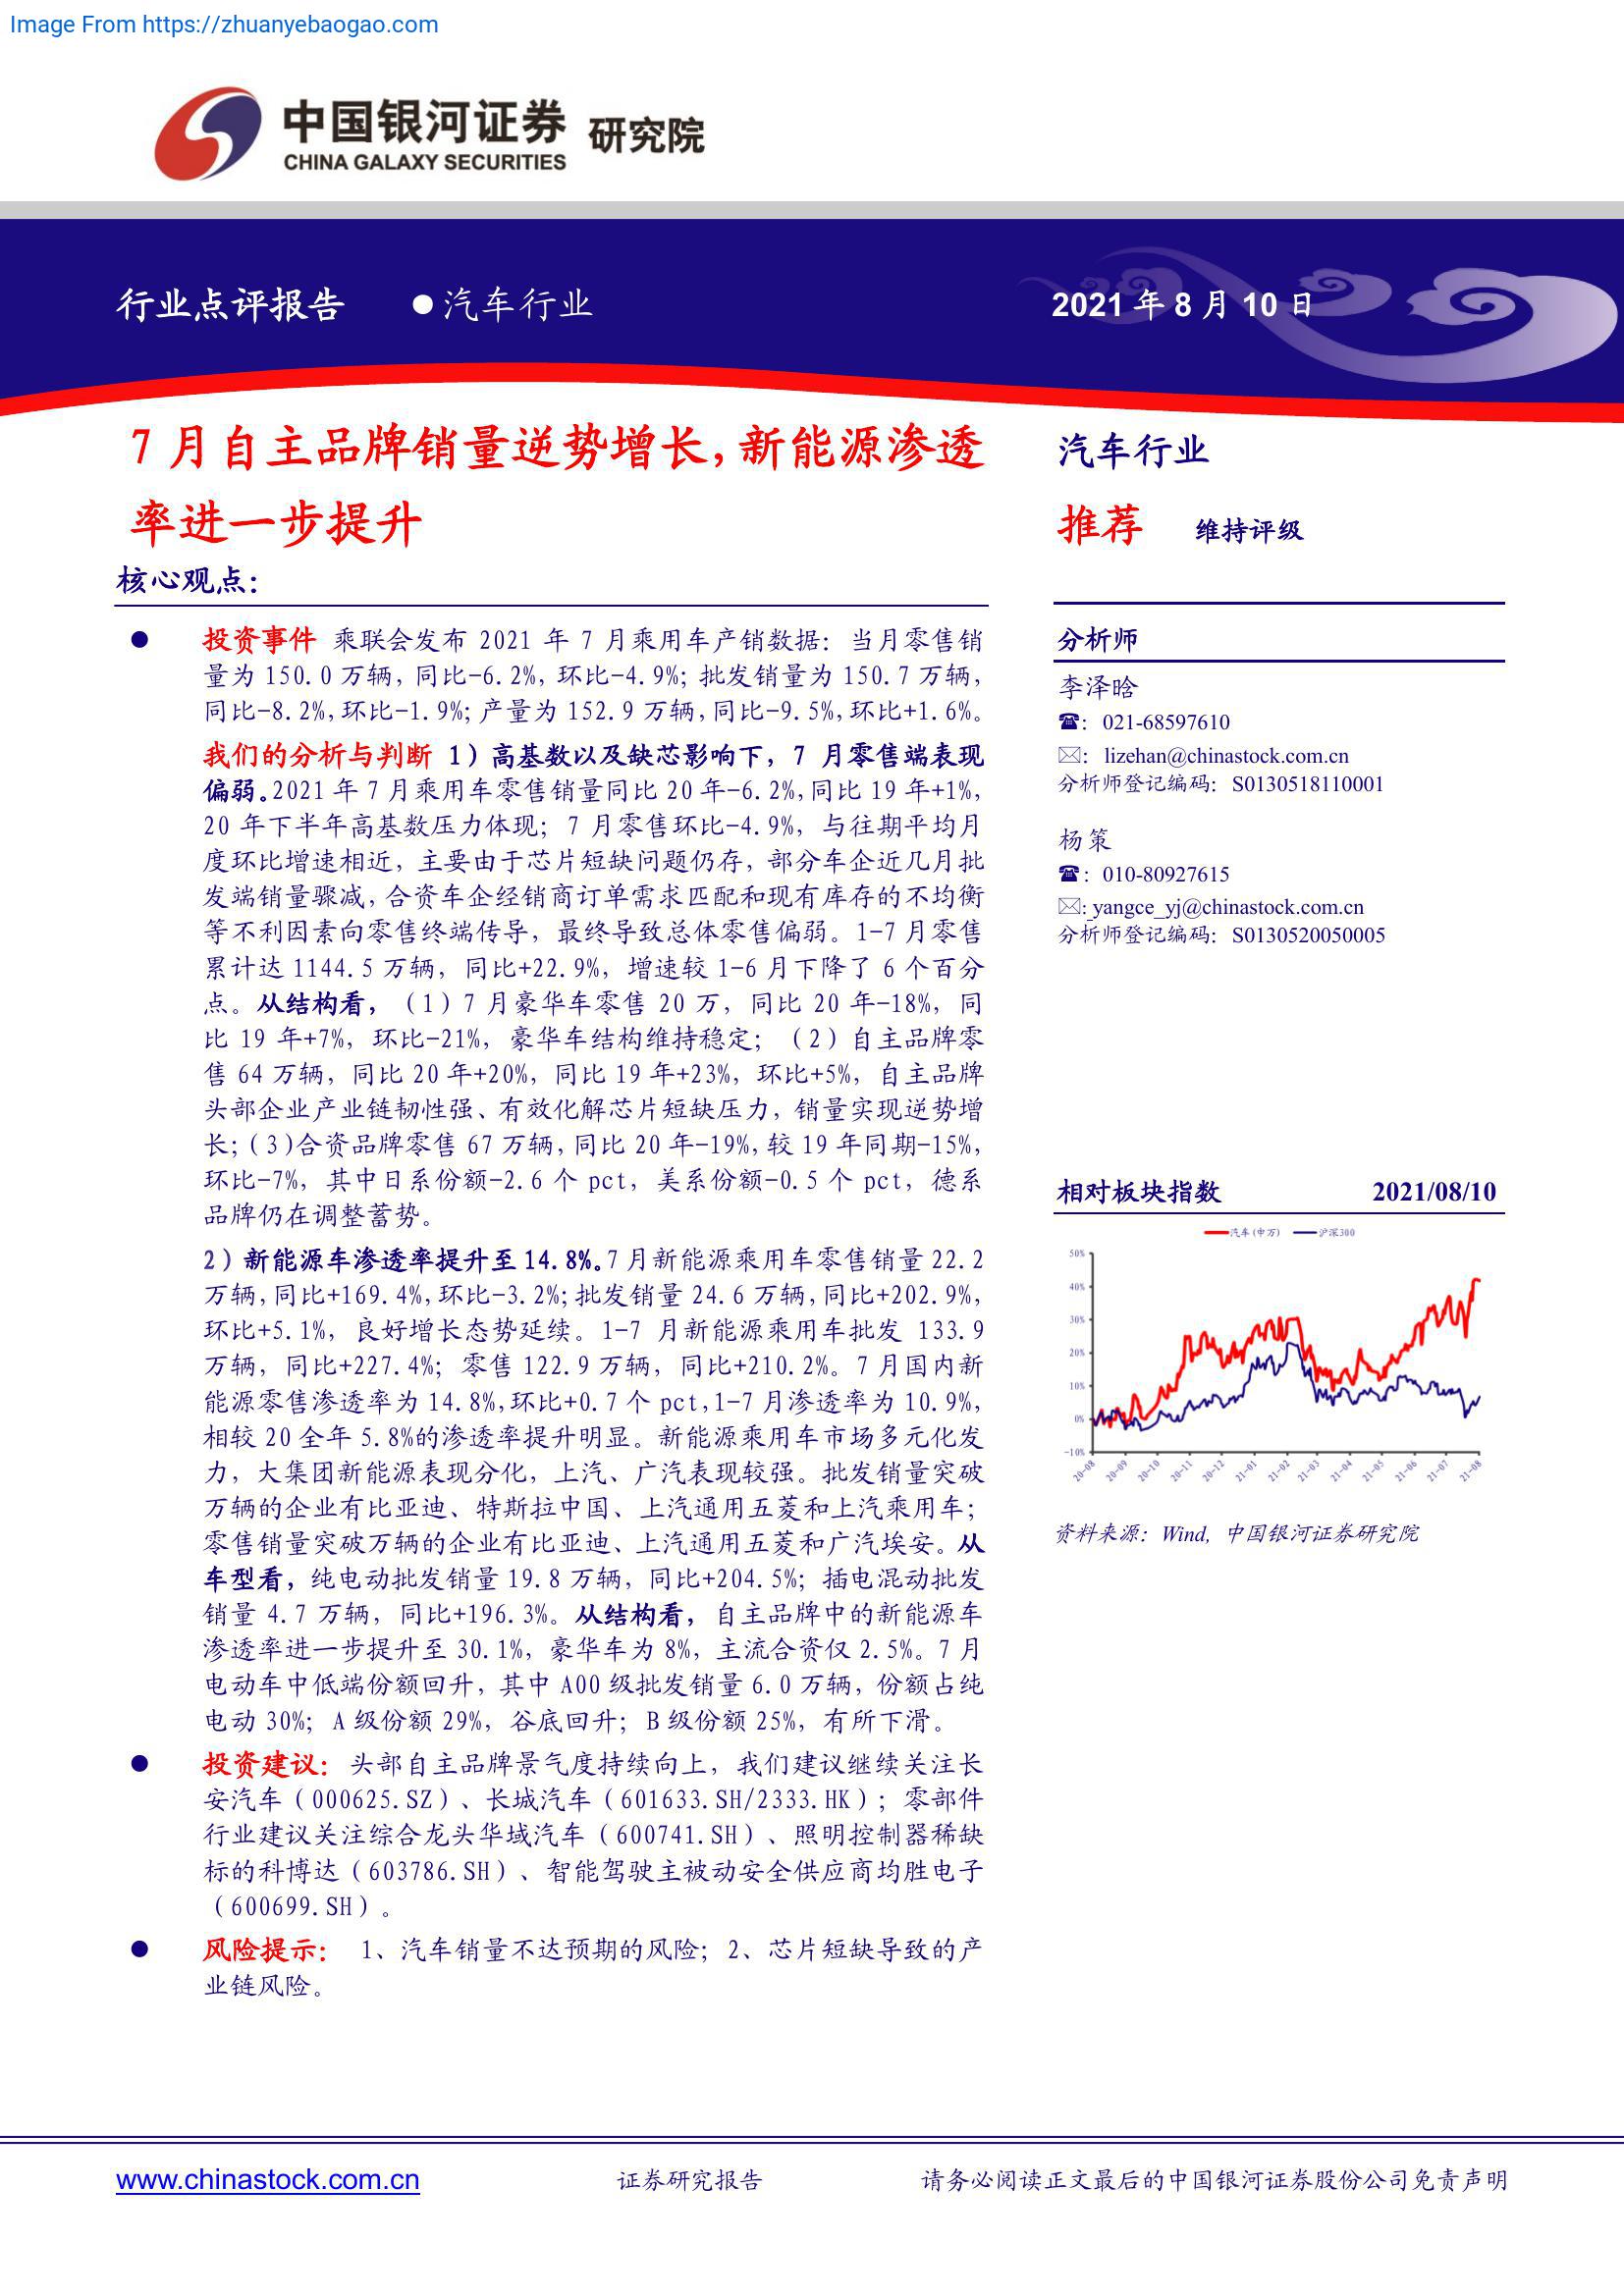 Image From https://zhuanyebaogao.com
中国银河证券 研究院
CHINA GALAXY SECURITIES
行业点评报告 ●汽车行业
2021 年 8 月 10 日
7 月自主品牌销量逆势增长，新能源渗透
率进一步提升
核心观点：
● 投资事件 乘联会发布 2021 年 7 月乘用车产销数据：当月零售销
量为 150.0 万辆，同比-6.2%，环比-4.9%；批发销量为 150.7 万辆，
同比-8.2%，环比-1.9%；产量为 152.9 万辆，同比-9.5%，环比+1.6%。
我们的分析与判断 1）高基数以及缺芯影响下，7 月零售端表现
偏弱。2021 年 7 月乘用车零售销量同比 20 年-6.2%，同比 19 年+1%，
20 年下半年高基数压力体现；7 月零售环比-4.9%，与往期平均月
度环比增速相近，主要由于芯片短缺问题仍存，部分车企近几月批
发端销量骤减，合资车企经销商订单需求匹配和现有库存的不均衡
等不利因素向零售终端传导，最终导致总体零售偏弱。1-7 月零售
累计达 1144.5 万辆，同比+22.9%，增速较 1-6 月下降了 6 个百分
点。从结构看，（1）7 月豪华车零售 20 万，同比 20 年-18%，同
比 19 年+7%，环比-21%，豪华车结构维持稳定；（2）自主品牌零
售 64 万辆，同比 20 年+20%，同比 19 年+23%，环比+5%，自主品牌
头部企业产业链韧性强、有效化解芯片短缺压力，销量实现逆势增
长；（3）合资品牌零售 67 万辆，同比 20 年-19%，较 19 年同期-15%，
环比-7%，其中日系份额-2.6 个 pct，美系份额-0.5 个 pct，德系
品牌仍在调整蓄势。
2）新能源车渗透率提升至 14.8%。7 月新能源乘用车零售销量 22.2
万辆，同比+169.4%，环比-3.2%；批发销量 24.6 万辆，同比+202.9%，
环比+5.1%，良好增长态势延续。1-7 月新能源乘用车批发 133.9
万辆，同比+227.4%；零售 122.9 万辆，同比+210.2%。7 月国内新
能源零售渗透率为 14.8%，环比+0.7 个 pct，1-7 月渗透率为 10.9%，
相较 20 全年 5.8%的渗透率提升明显。新能源乘用车市场多元化发
力，大集团新能源表现分化，上汽、广汽表现较强。批发销量突破
万辆的企业有比亚迪、特斯拉中国、上汽通用五菱和上汽乘用车；
零售销量突破万辆的企业有比亚迪、上汽通用五菱和广汽埃安。从
车型看，纯电动批发销量 19.8 万辆，同比+204.5%；插电混动批发
销量 4.7 万辆，同比+196.3%。从结构看，自主品牌中的新能源车
渗透率进一步提升至 30.1%，豪华车为 8%，主流合资仅 2.5%。7 月
电动车中低端份额回升，其中 A00 级批发销量 6.0 万辆，份额占纯
电动 30%；A 级份额 29%，谷底回升；B 级份额 25%，有所下滑。
● 投资建议：头部自主品牌景气度持续向上，我们建议继续关注长
安汽车（000625.SZ）、长城汽车（601633.SH/2333.HK）；零部件
行业建议关注综合龙头华域汽车（600741.SH）、照明控制器稀缺
标的科博达（603786.SH）、智能驾驶主被动安全供应商均胜电子
（600699.SH）。
● 风险提示： 1、汽车销量不达预期的风险；2、芯片短缺导致的产
业链风险。
汽车行业
推荐 维持评级
分析师
李泽晗
☎：021-68597610
✉：lizehan@chinastock.com.cn
分析师登记编码：S0130518110001
杨策
☎：010-80927615
✉：yangce_yj@chinastock.com.cn
分析师登记编码：S0130520050005
相对板块指数 2021/08/10
汽车(申万) 沪深300
50%
40%
30%
20%
10%
0%
-10%
20-08 20-09 20-10 20-11 20-12 21-01 21-02 21-03 21-04 21-05 21-06 21-07 21-08
资料来源：Wind，中国银河证券研究院
www.chinastock.com.cn 证券研究报告 请务必阅读正文最后的中国银河证券股份公司免责声明